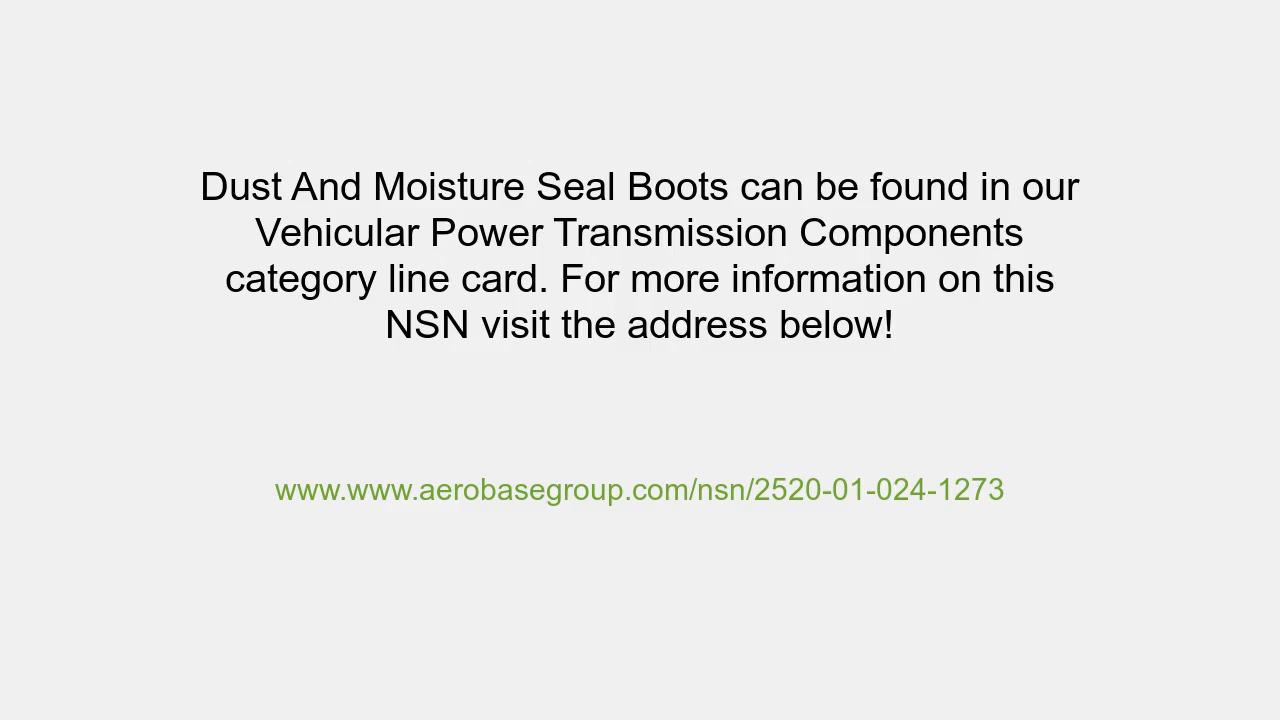 Dust And Moisture Seal Boots can be found in our
Vehicular Power Transmission Components
category line card. For more information on this
NSN visit the address below!
www.www.aerobasegroup.com/nsn/2520-01-024-1273